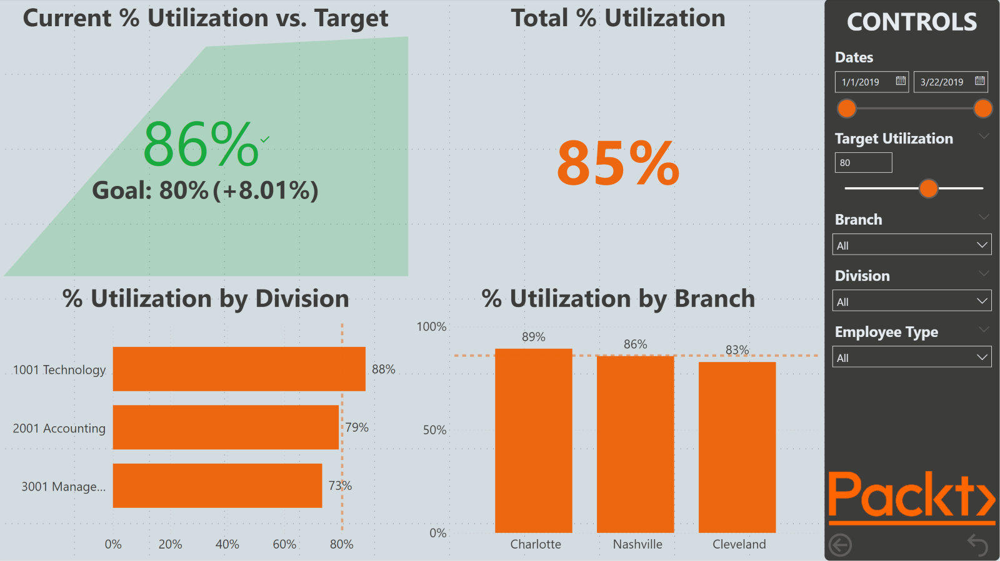 Current % Utilization vs. Target
86%
Goal: 80% (+8.01%)
Total % Utilization
85%
% Utilization by Division
1001 Technology
88%
2001 Accounting
79%
3001 Manage...
73%
0% 20% 40% 60% 80%
% Utilization by Branch
100%
50%
0%
89%
86%
83%
Charlotte Nashville Cleveland
CONTROLS
Dates
1/1/2019 3/22/2019
Target Utilization
80
Branch
All
Division
All
Employee Type
All
Packt